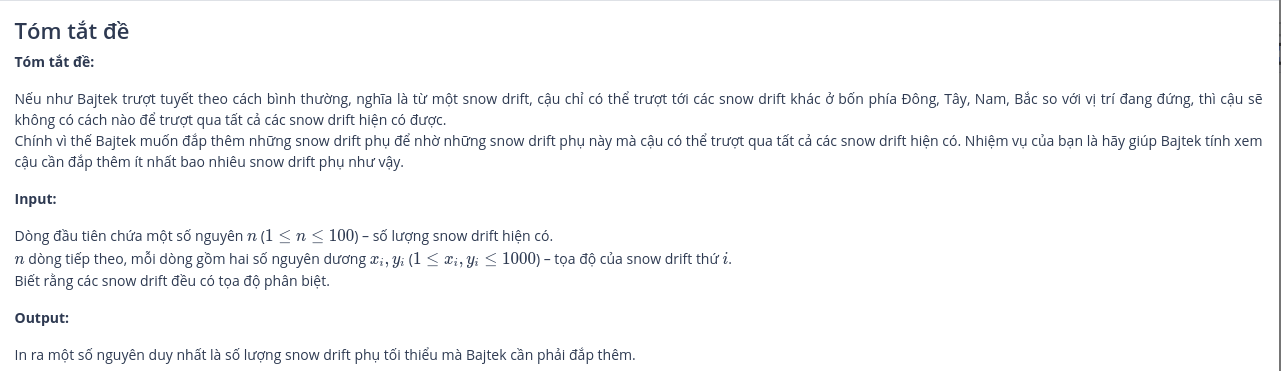 Tóm tắt đề
Tóm tắt đề:
Nếu như Bajtek trượt tuyết theo cách bình thường, nghĩa là từ một snow drift, cậu chỉ có thể trượt tới các snow drift khác ở bốn phía Đông, Tây, Nam, Bắc so với vị trí đang đứng, thì cậu sẽ
không có cách nào để trượt qua tất cả các snow drift hiện có được.
Chính vì thế Bajtek muốn đắp thêm những snow drift phụ để nhờ những snow drift phụ này mà cậu có thể trượt qua tất cả các snow drift hiện có. Nhiệm vụ của bạn là hãy giúp Bajtek tính xem
cậu cần đắp thêm ít nhất bao nhiêu snow drift phụ như vậy.
Input:
Dòng đầu tiên chứa một số nguyên n (1 ≤ n ≤ 100) – số lượng snow drift hiện có.
n dòng tiếp theo, mỗi dòng gồm hai số nguyên dương xᵢ, yᵢ (1 ≤ xᵢ, yᵢ ≤ 1000) – tọa độ của snow drift thứ i.
Biết rằng các snow drift đều có tọa độ phân biệt.
Output:
In ra một số nguyên duy nhất là số lượng snow drift phụ tối thiểu mà Bajtek cần phải đắp thêm.